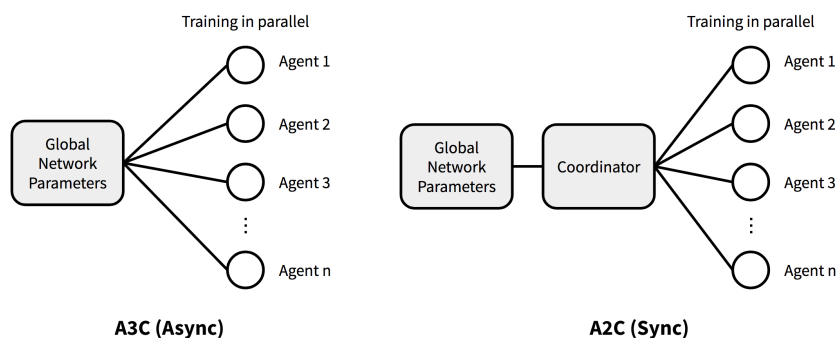 Training in parallel
Agent 1
Agent 2
Agent 3
Agent n
Global
Network
Parameters
A3C (Async)
Training in parallel
Agent 1
Agent 2
Agent 3
Agent n
Global
Network
Parameters
Coordinator
A2C (Sync)